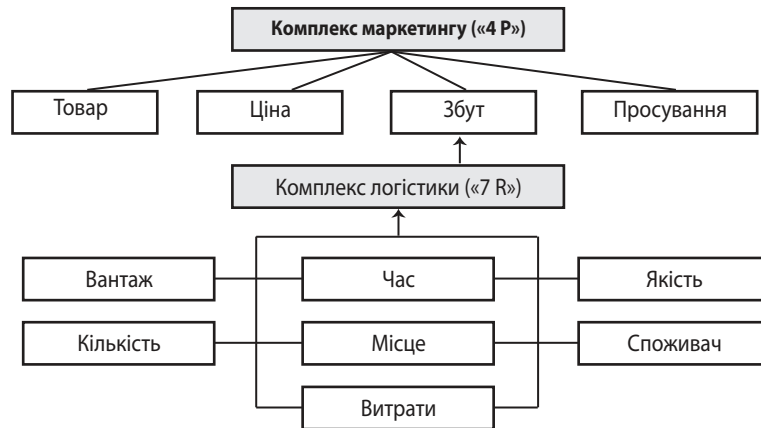 Комплекс маркетингу («4 Р»)
Товар
Ціна
Збут
Просування
Комплекс логістики («7 R»)
Вантаж
Час
Якість
Кількість
Місце
Споживач
Витрати